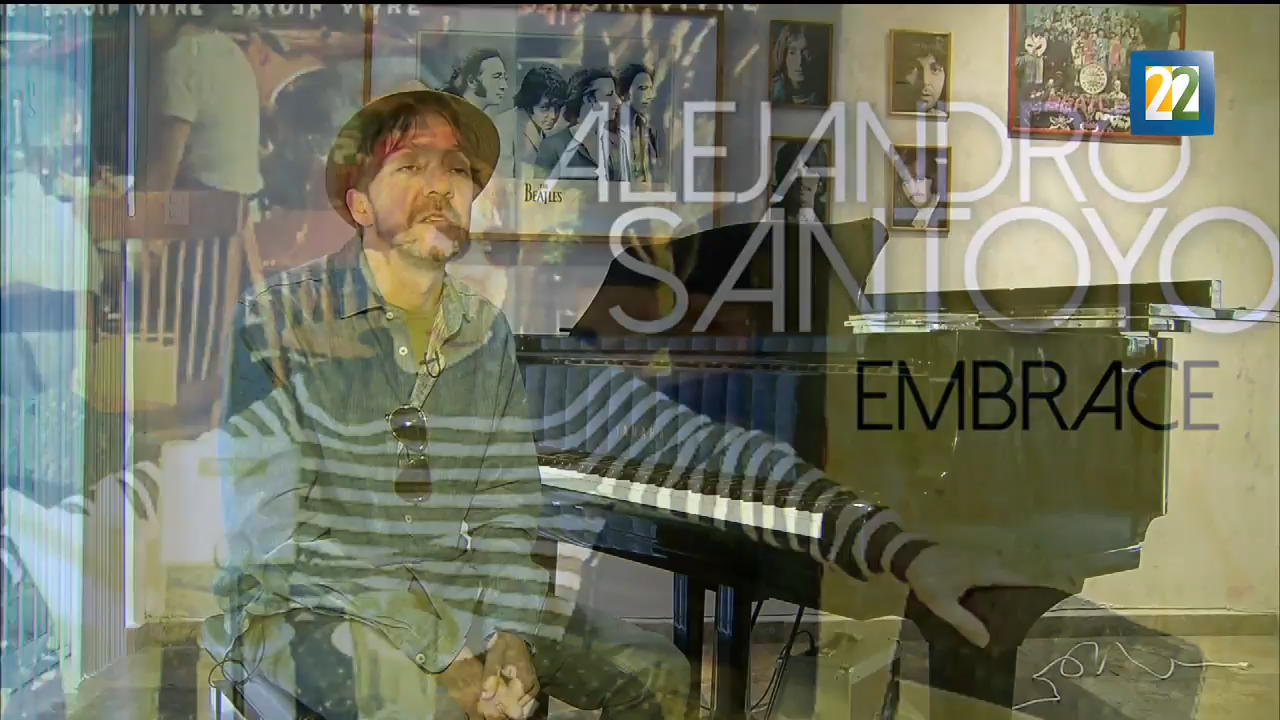 SAVOIR VIVRE SAVOIR VIVRE
22
THE
BEATLES
ALEJANDRO
SANTOYO
EMBRACE